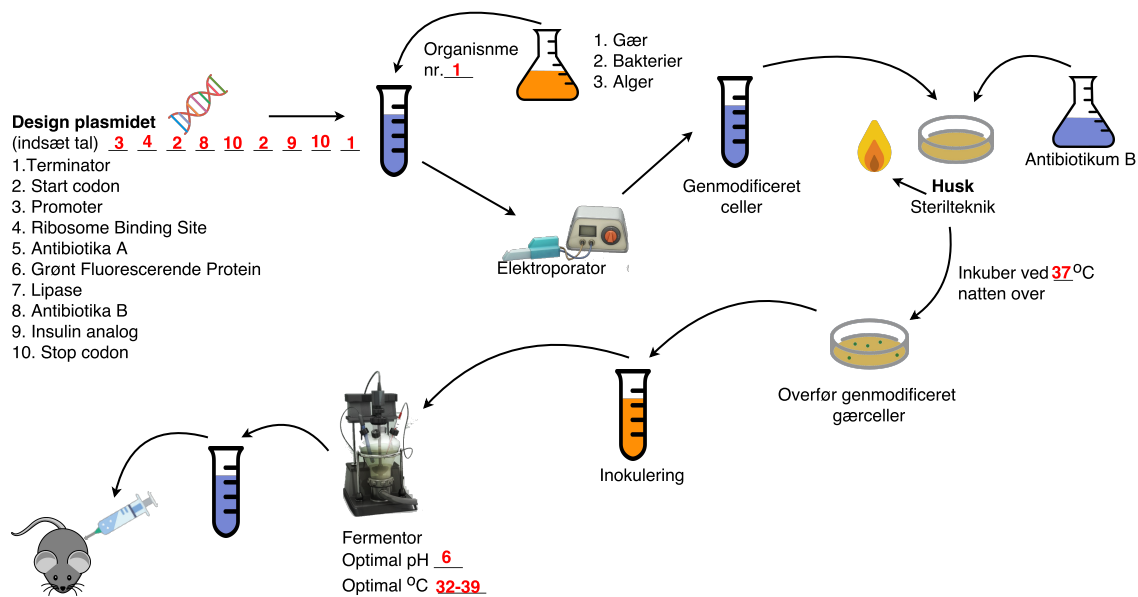 Design plasmidet
(indsæt tal) 3 4 2 8 10 2 9 10 1
1.Terminator
2. Start codon
3. Promoter
4. Ribosome Binding Site
5. Antibiotika A
6. Grønt Fluorescerende Protein
7. Lipase
8. Antibiotika B
9. Insulin analog
10. Stop codon
Organisnme
nr. 1
1. Gær
2. Bakterier
3. Alger
Elektroporator
Genmodificeret
celler
Husk
Sterilteknik
Antibiotikum B
Inkuber ved 37 ºC
natten over
Overfør genmodificeret
gærceller
Inokulering
Fermentor
Optimal pH 6
Optimal ºC 32-39